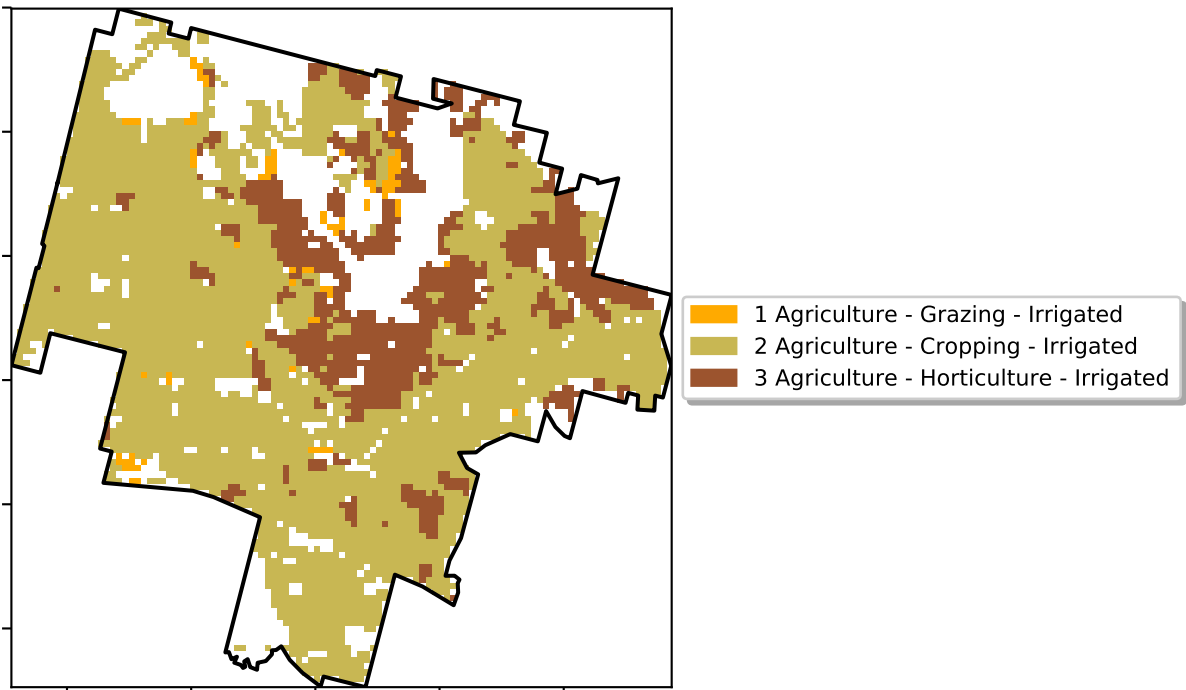 1 Agriculture - Grazing - Irrigated
2 Agriculture - Cropping - Irrigated
3 Agriculture - Horticulture - Irrigated